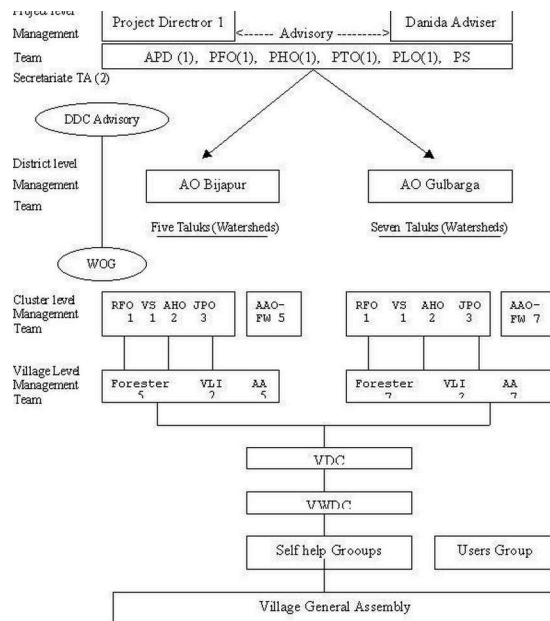 Project level
Project Directror 1
Danida Adviser
Management
<---- Advisory ---->
Team
APD (1), PFO(1), PHO(1), PTO(1), PLO(1), PS
Secretariate TA (2)
DDC Advisory
District level
Management
Team
AO Bijapur
AO Gulbarga
Five Taluks (Watersheds)
Seven Taluks (Watersheds)
WOG
Cluster level
Management
Team
RFO VS AHO JPO
1 1 2 3
AAO-
FW 5
RFO VS AHO JPO
1 1 2 3
AAO-
FW 7
Village Level
Management
Team
Forester VLI AA
5 2 5
Forester VLI AA
7 2 7
VDC
VWDC
Self help Grooups
Users Group
Village General Assembly